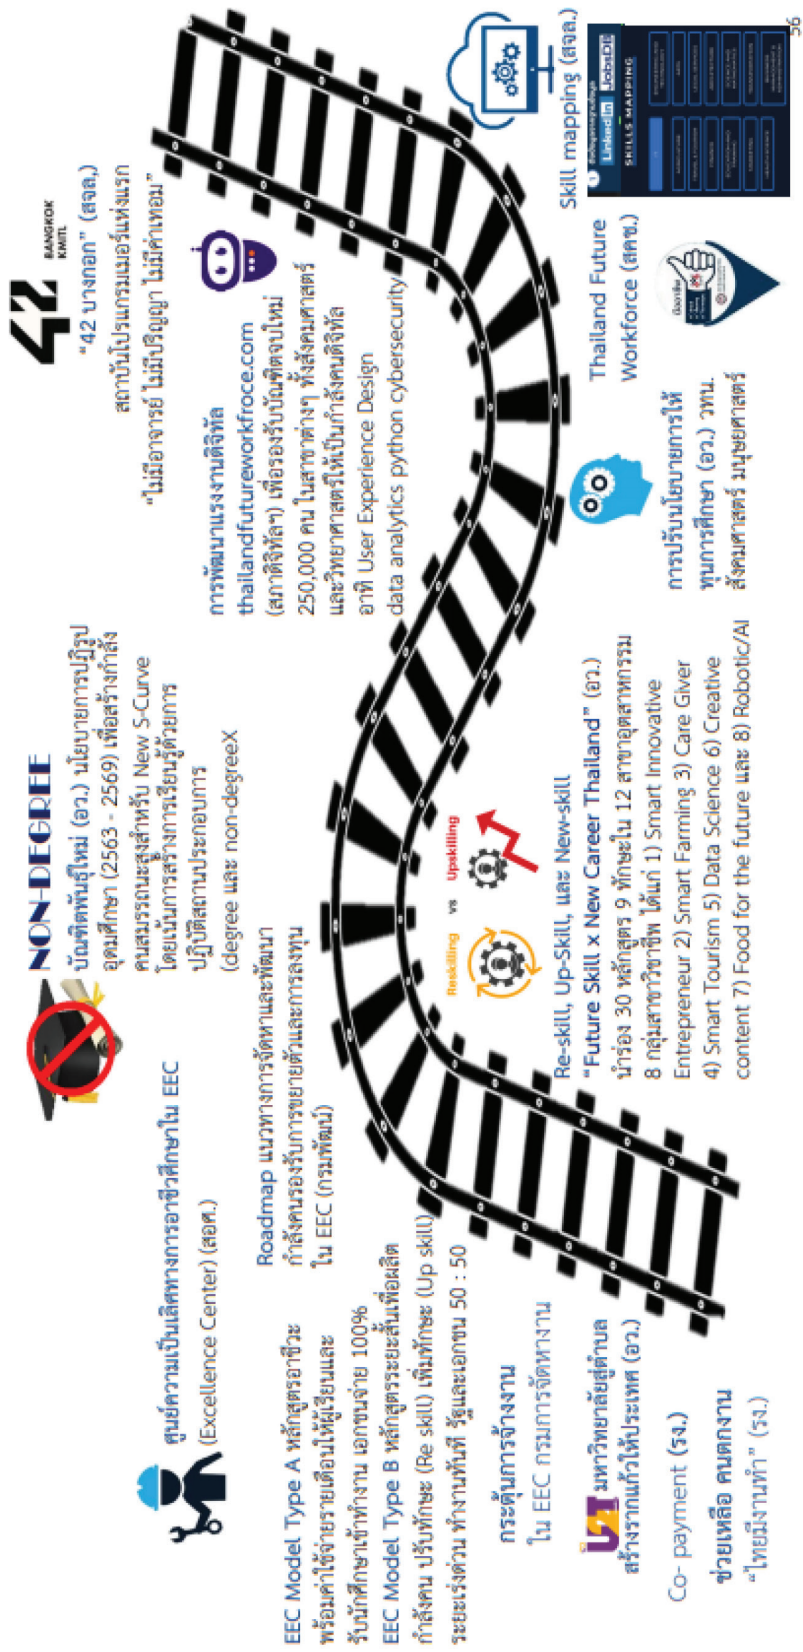 ศูนย์ความเป็นเลิศทางการอาชีวศึกษาใน EEC
(Excellence Center) (สอศ.)
EEC Model Type A หลักสูตรอาชีวะ
พร้อมค่าใช้จ่ายรายเดือนให้ผู้เรียนและ
รับนักศึกษาเข้าทำงาน เอกชนจ่าย 100%
EEC Model Type B หลักสูตรระยะสั้นเพื่อผลิต
กำลังคน ปรับทักษะ (Re skill) เพิ่มทักษะ (Up skill)
ระยะเร่งด่วน ทำงานทันที รัฐและเอกชน 50 : 50
กระตุ้นการจ้างงาน
ใน EEC กรมการจัดหางาน
U2T มหาวิทยาลัยสู่ตำบล
สร้างรากแก้วให้ประเทศ (อว.)
Co- payment (รง.)
ช่วยเหลือ คนตกงาน
“ไทยมีงานทำ” (รง.)
NON-DEGREE
บัณฑิตพันธุ์ใหม่ (อว.) นโยบายการปฏิรูป
อุดมศึกษา (2563 - 2569) เพื่อสร้างกำลัง
คนสมรรถนะสูงสำหรับ New S-Curve
โดยเน้นการสร้างการเรียนรู้ด้วยการ
ปฏิบัติสถานประกอบการ
(degree และ non-degreeX
Roadmap แนวทางการจัดหาและพัฒนา
กำลังคนรองรับการขยายตัวและการลงทุน
ใน EEC (กรมพัฒน์)
Reskilling vs Upskilling
Re-skill, Up-Skill, และ New-skill
“Future Skill x New Career Thailand” (อว.)
นำร่อง 30 หลักสูตร 9 ทักษะใน 12 สาขาอุตสาหกรรม
8 กลุ่มสาขาวิชาชีพ ได้แก่ 1) Smart Innovative
Entrepreneur 2) Smart Farming 3) Care Giver
4) Smart Tourism 5) Data Science 6) Creative
content 7) Food for the future และ 8) Robotic/AI
42 BANGKOK
KMITL
“42 บางกอก” (สจล.)
สถาบันโปรแกรมเมอร์แห่งแรก
“ไม่มีอาจารย์ ไม่มีปริญญา ไม่มีค่าเทอม”
การพัฒนาแรงงานดิจิทัล
thailandfutureworkfroce.com
(สภาดิจิทัลฯ) เพื่อรองรับบัณฑิตจบใหม่
250,000 คน ในสาขาต่างๆ ทั้งสังคมศาสตร์
และวิทยาศาสตร์ให้เป็นกำลังคนดิจิทัล
อาทิ User Experience Design
data analytics python cybersecurity
การปรับนโยบายการให้
ทุนการศึกษา (อว.) วทน.
สังคมศาสตร์ มนุษยศาสตร์
Thailand Future
Workforce (สคช.)
มืออาชีพ
Skill mapping (สจล.)
LinkedIn JobsDB
SKILLS MAPPING
56